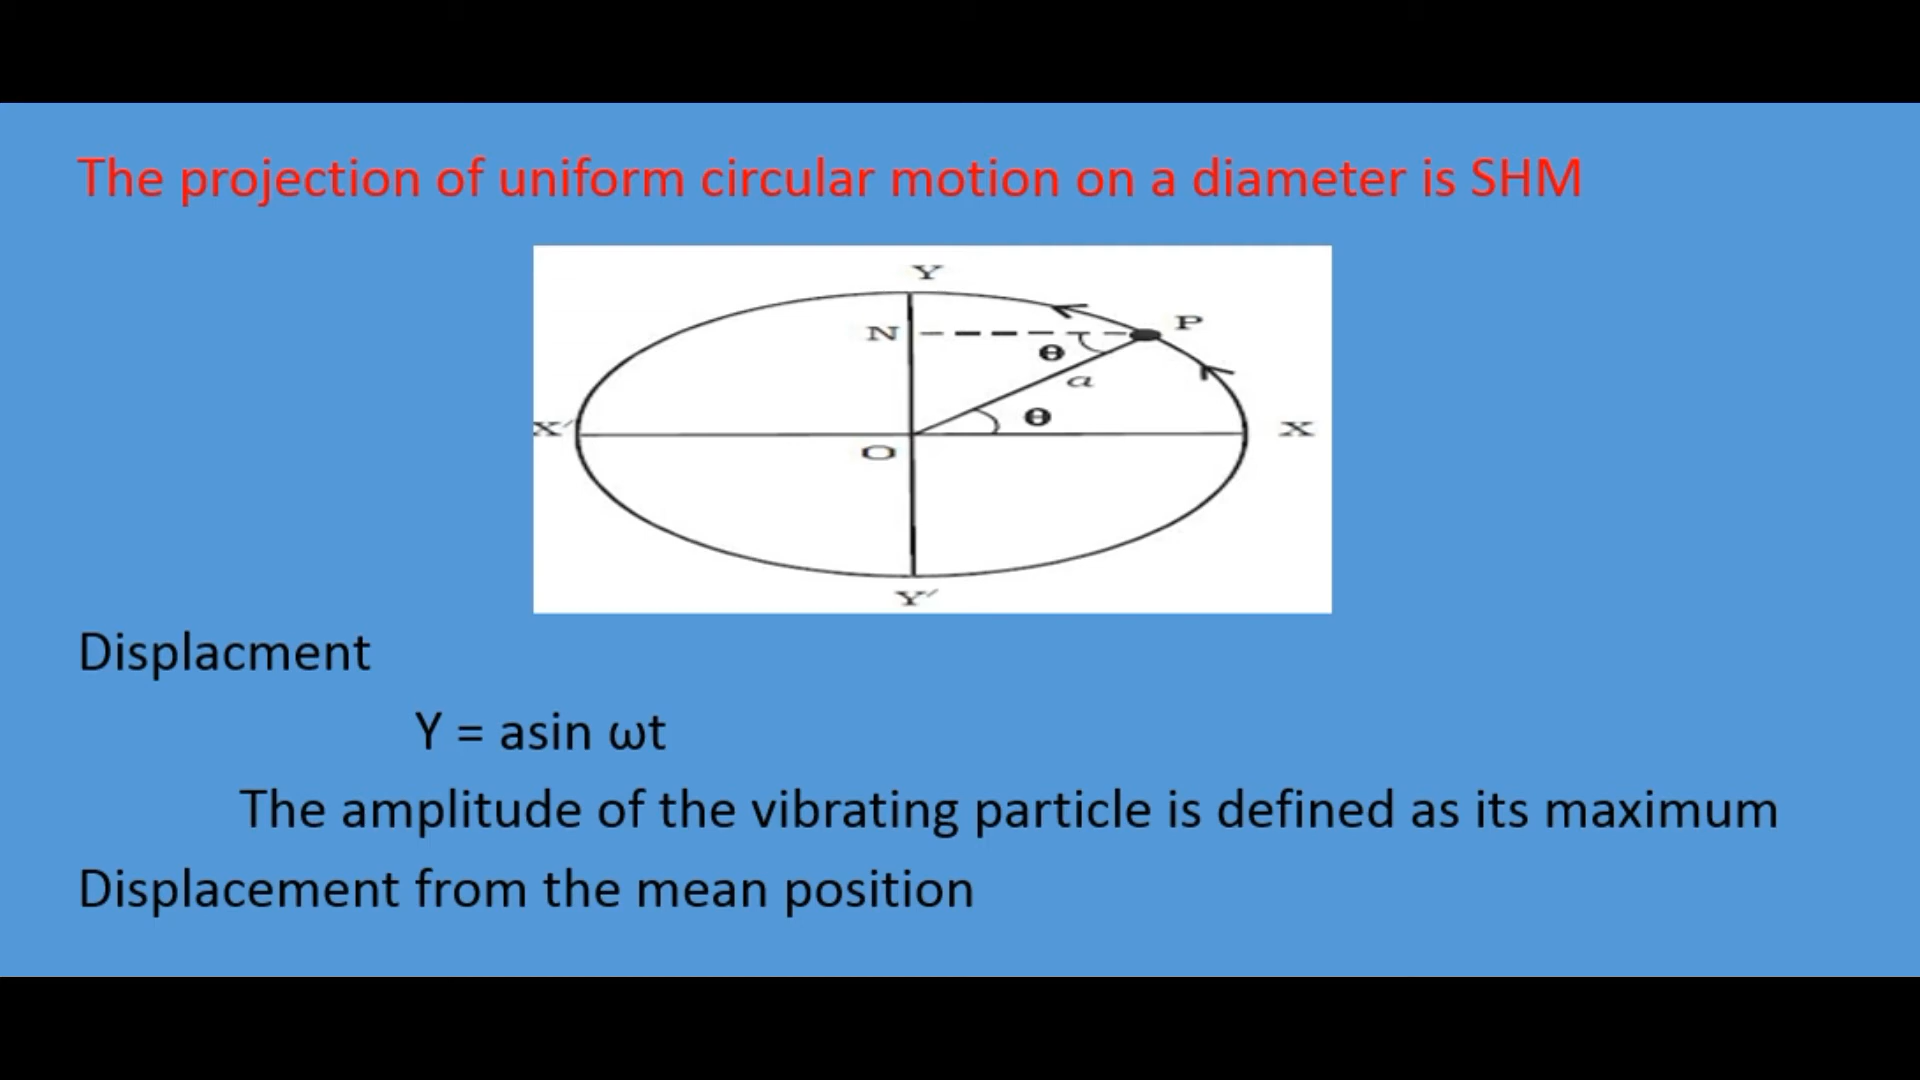 The projection of uniform circular motion on a diameter is SHM
Y
N
P
θ
a
θ
X′
X
O
Y′
Displacment
Y = asin ωt
The amplitude of the vibrating particle is defined as its maximum
Displacement from the mean position